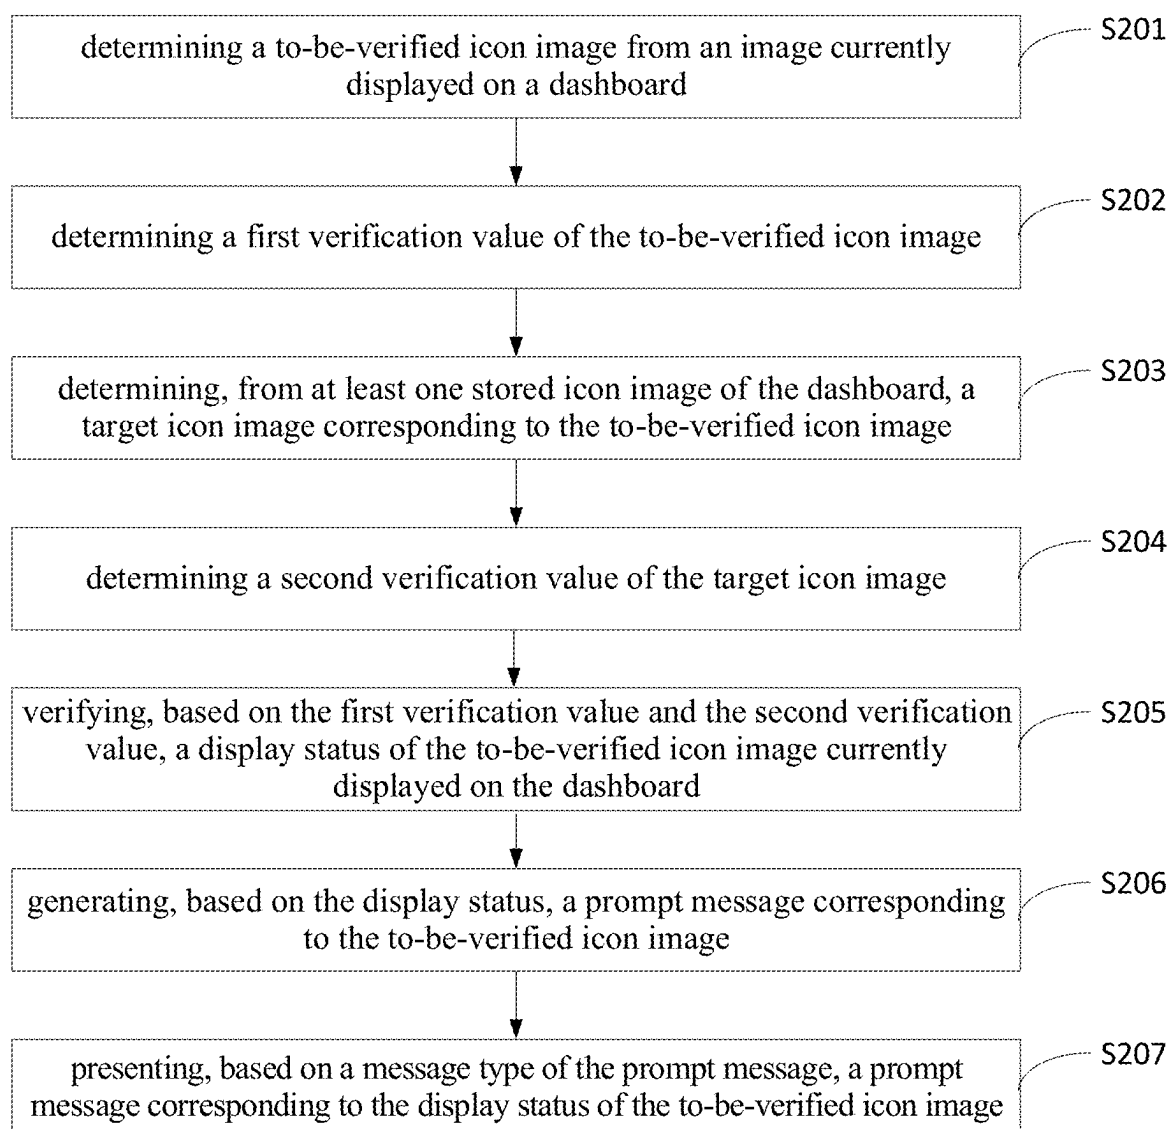 determining a to-be-verified icon image from an image currently
displayed on a dashboard
S201
determining a first verification value of the to-be-verified icon image
S202
determining, from at least one stored icon image of the dashboard, a
target icon image corresponding to the to-be-verified icon image
S203
determining a second verification value of the target icon image
S204
verifying, based on the first verification value and the second verification
value, a display status of the to-be-verified icon image currently
displayed on the dashboard
S205
generating, based on the display status, a prompt message corresponding
to the to-be-verified icon image
S206
presenting, based on a message type of the prompt message, a prompt
message corresponding to the display status of the to-be-verified icon image
S207